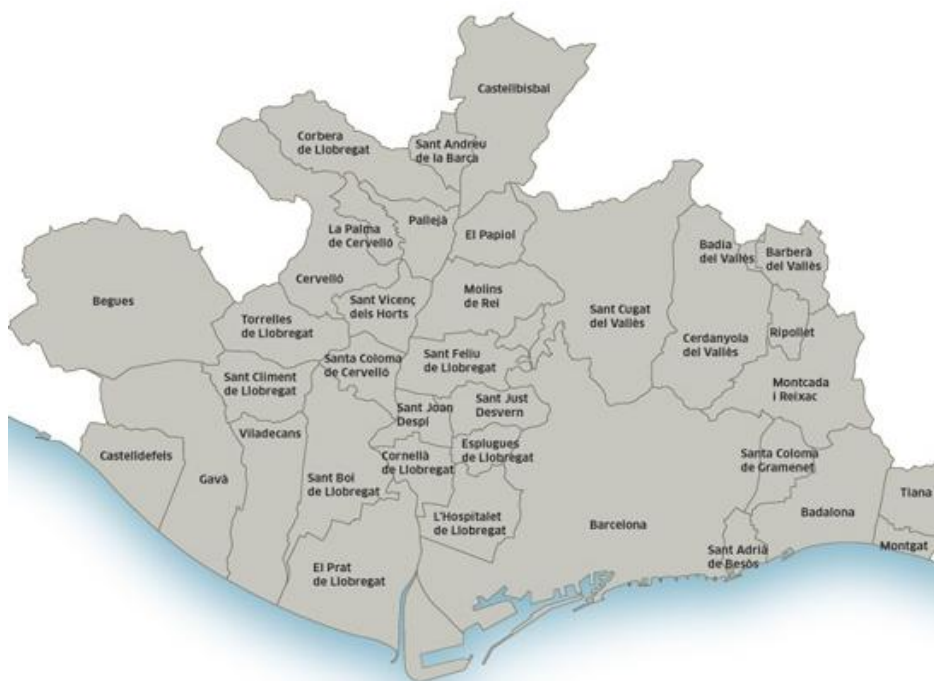 Castellbisbal
Corbera
de Llobregat
Sant Andreu
de la Barca
La Palma
de Cervelló
Pallejà
El Papiol
Badia
del Vallès
Barberà
del Vallès
Begues
Cervelló
Sant Vicenç
dels Horts
Molins
de Rei
Sant Cugat
del Vallès
Torrelles
de Llobregat
Cerdanyola
del Vallès
Ripollet
Santa Coloma
de Cervelló
Sant Feliu
de Llobregat
Sant Climent
de Llobregat
Montcada
i Reixac
Sant Joan
Despí
Sant Just
Desvern
Viladecans
Castelldefels
Gavà
Sant Boi
de Llobregat
Cornellà
de Llobregat
Esplugues
de Llobregat
Santa Coloma
de Gramenet
Tiana
L'Hospitalet
de Llobregat
Barcelona
Badalona
Sant Adrià
de Besòs
Montgat
El Prat
de Llobregat